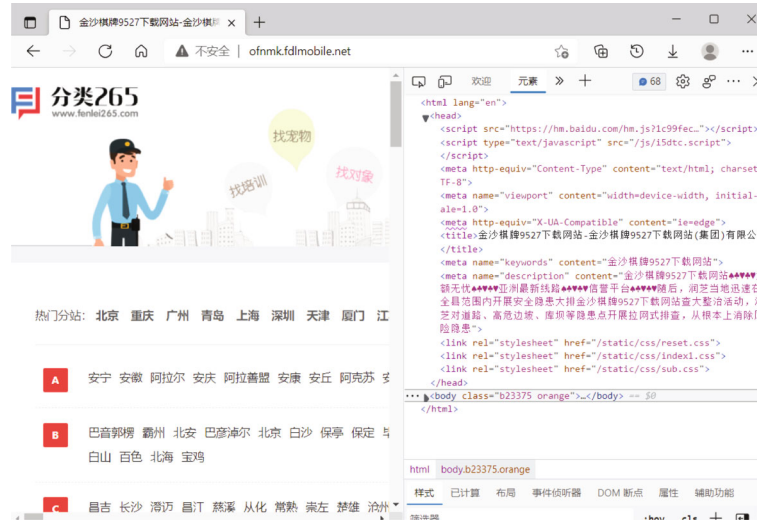 金沙棋牌9527下载网站-金沙棋牌
不安全 | ofnmk.fdlmobile.net
分类265
www.fenlei265.com
找宠物
找培训
找对象
热门分站: 北京 重庆 广州 青岛 上海 深圳 天津 厦门 江
A
安宁 安徽 阿拉尔 安庆 阿拉善盟 安康 安丘 阿克苏 安
B
巴音郭楞 霸州 北安 巴彦淖尔 北京 白沙 保亭 保定
白山 百色 北海 宝鸡
C
昌吉 长沙 澄迈 昌江 慈溪 从化 常熟 崇左 楚雄 沧州
欢迎 元素 68
<html lang="en">
<head>
<script src="https://hm.baidu.com/hm.js?1c99fec…"></script>
<script type="text/javascript" src="/js/i5dtc.script">
</script>
<meta http-equiv="Content-Type" content="text/html; charset
TF-8">
<meta name="viewport" content="width=device-width, initial-
ale=1.0">
<meta http-equiv="X-UA-Compatible" content="ie=edge">
<title>金沙棋牌9527下载网站-金沙棋牌9527下载网站(集团)有限公
</title>
<meta name="keywords" content="金沙棋牌9527下载网站">
<meta name="description" content="金沙棋牌9527下载网站♠♣♥♠♥
额无忧♠♣♥♠♥亚洲最新线路♠♣♥♠♥信誉平台♠♣♥♠♥随后，润芝当地迅速在
全县范围内开展安全隐患大排金沙棋牌9527下载网站查大整治活动，
芝对道路、高危边坡、库坝等隐患点开展拉网式排查，从根本上消除
险隐患">
<link rel="stylesheet" href="/static/css/reset.css">
<link rel="stylesheet" href="/static/css/index1.css">
<link rel="stylesheet" href="/static/css/sub.css">
</head>
<body class="b23375 orange">…</body> == $0
</html>
html body.b23375.orange
样式 已计算 布局 事件侦听器 DOM 断点 属性 辅助功能
筛选器 :hov .cls